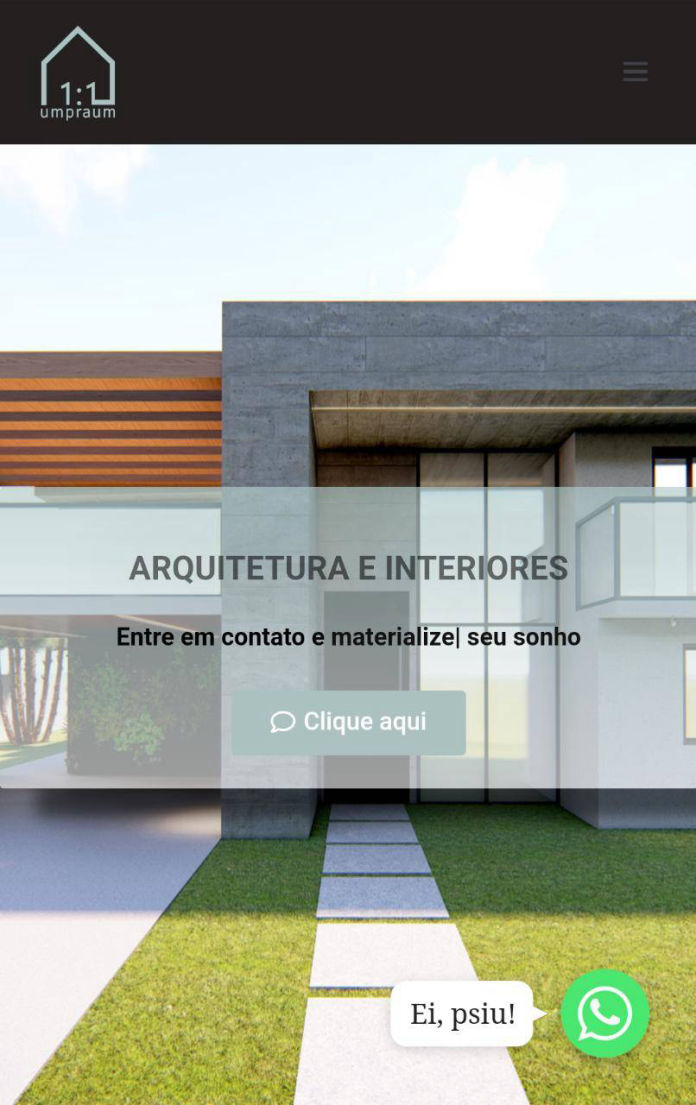 1:1
umpraum
ARQUITETURA E INTERIORES
Entre em contato e materialize| seu sonho
Clique aqui
Ei, psiu!